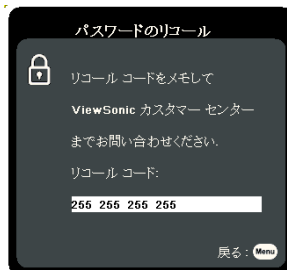 パスワードのリコール
リコール コードをメモして
ViewSonic カスタマー センター
までお問い合わせください.
リコール コード:
255 255 255 255
戻る: Menu